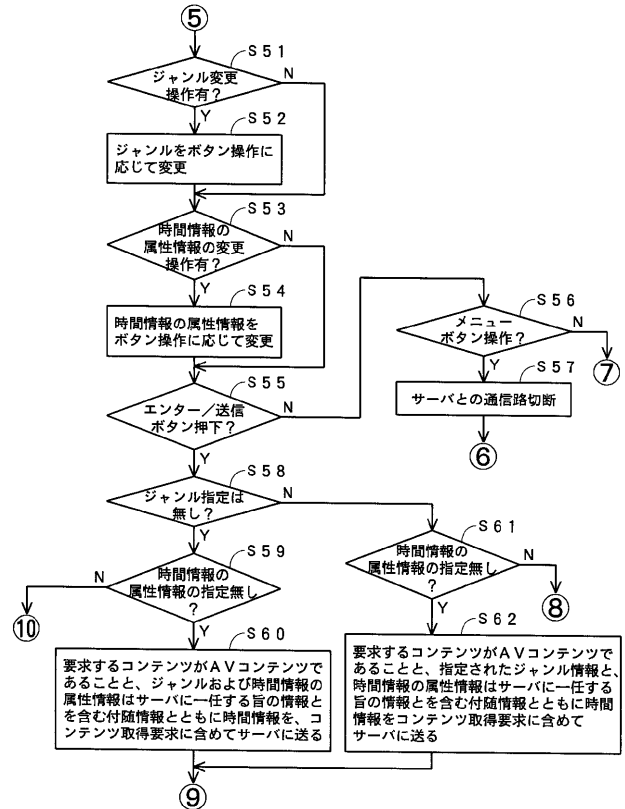 ⑤
S51
ジャンル変更
操作有?
N
Y
S52
ジャンルをボタン操作に
応じて変更
S53
時間情報の
属性情報の変更
操作有?
N
Y
S54
時間情報の属性情報を
ボタン操作に応じて変更
S55
エンター/送信
ボタン押下?
N
Y
S56
メニュー
ボタン操作?
N
Y
⑦
S57
サーバとの通信路切断
⑥
S58
ジャンル指定は
無し?
N
Y
S59
時間情報の
属性情報の指定無し
?
N
Y
⑩
S60
要求するコンテンツがAVコンテンツで
あることと、ジャンルおよび時間情報の
属性情報はサーバに一任する旨の情報と
を含む付随情報とともに時間情報を、コ
ンテンツ取得要求に含めてサーバに送る
S61
時間情報の
属性情報の指定無し
?
N
Y
⑧
S62
要求するコンテンツがAVコンテンツで
あることと、指定されたジャンル情報と、
時間情報の属性情報はサーバに一任する
旨の情報とを含む付随情報とともに時間
情報をコンテンツ取得要求に含めて
サーバに送る
⑨